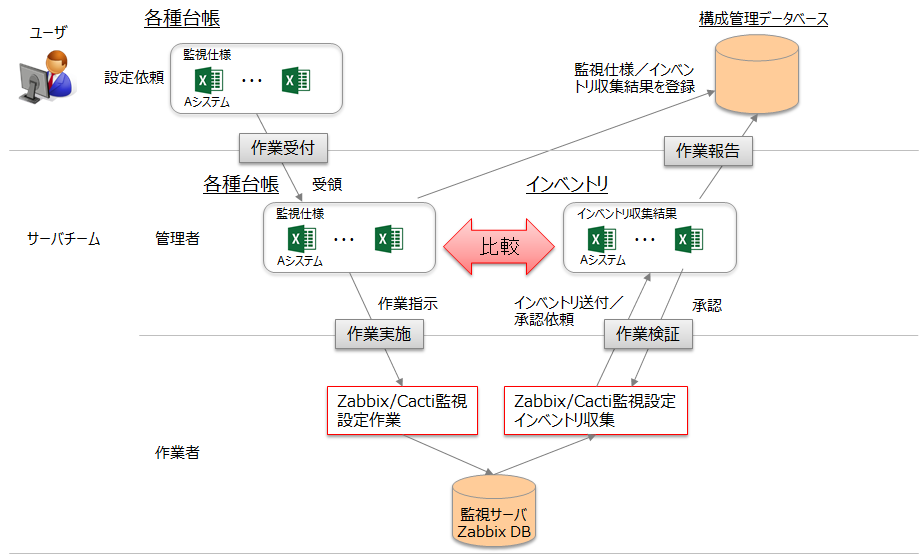 各種台帳
構成管理データベース
ユーザ
設定依頼
監視仕様
・・・
Aシステム
監視仕様／インベン
トリ収集結果を登録
作業受付
作業報告
各種台帳
受領
インベントリ
サーバチーム
管理者
監視仕様
・・・
Aシステム
比較
インベントリ収集結果
・・・
Aシステム
作業指示
インベントリ送付／
承認依頼
承認
作業実施
作業検証
Zabbix/Cacti監視
設定作業
Zabbix/Cacti監視設定
インベントリ収集
作業者
監視サーバ
Zabbix DB